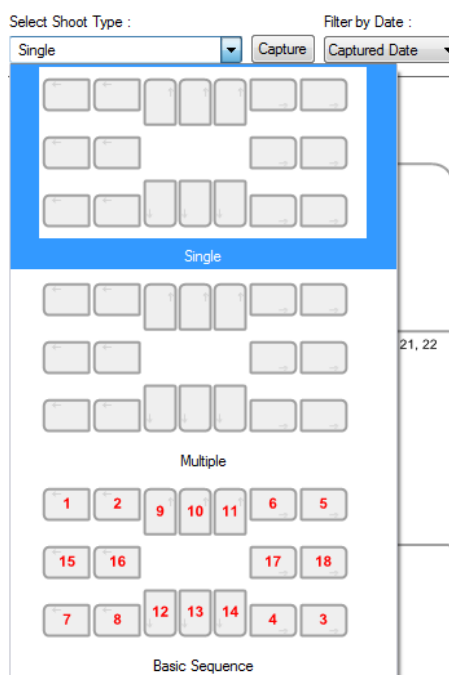 Select Shoot Type :
Filter by Date :
Single
Capture
Captured Date
Single
21, 22
Multiple
1 2 9 10 11 6 5
15 16 17 18
7 8 12 13 14 4 3
Basic Sequence